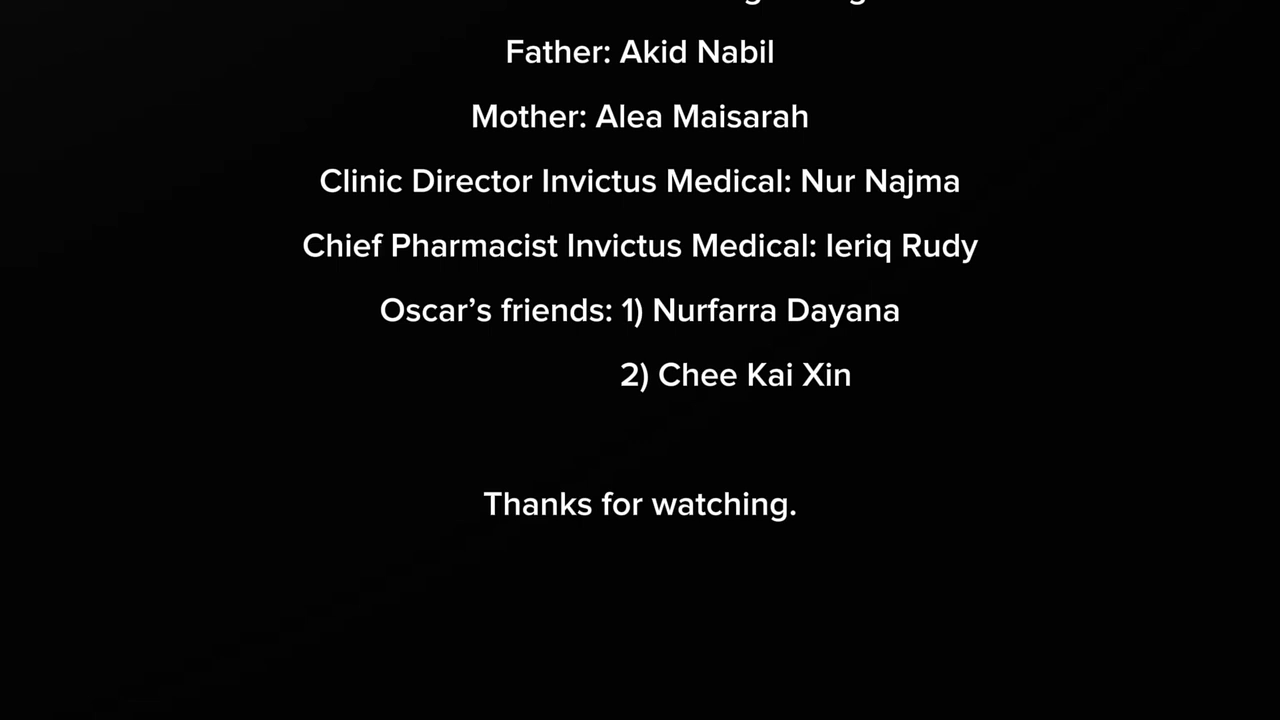 Father: Akid Nabil
Mother: Alea Maisarah
Clinic Director Invictus Medical: Nur Najma
Chief Pharmacist Invictus Medical: Ieriq Rudy
Oscar’s friends: 1) Nurfarra Dayana
2) Chee Kai Xin
Thanks for watching.